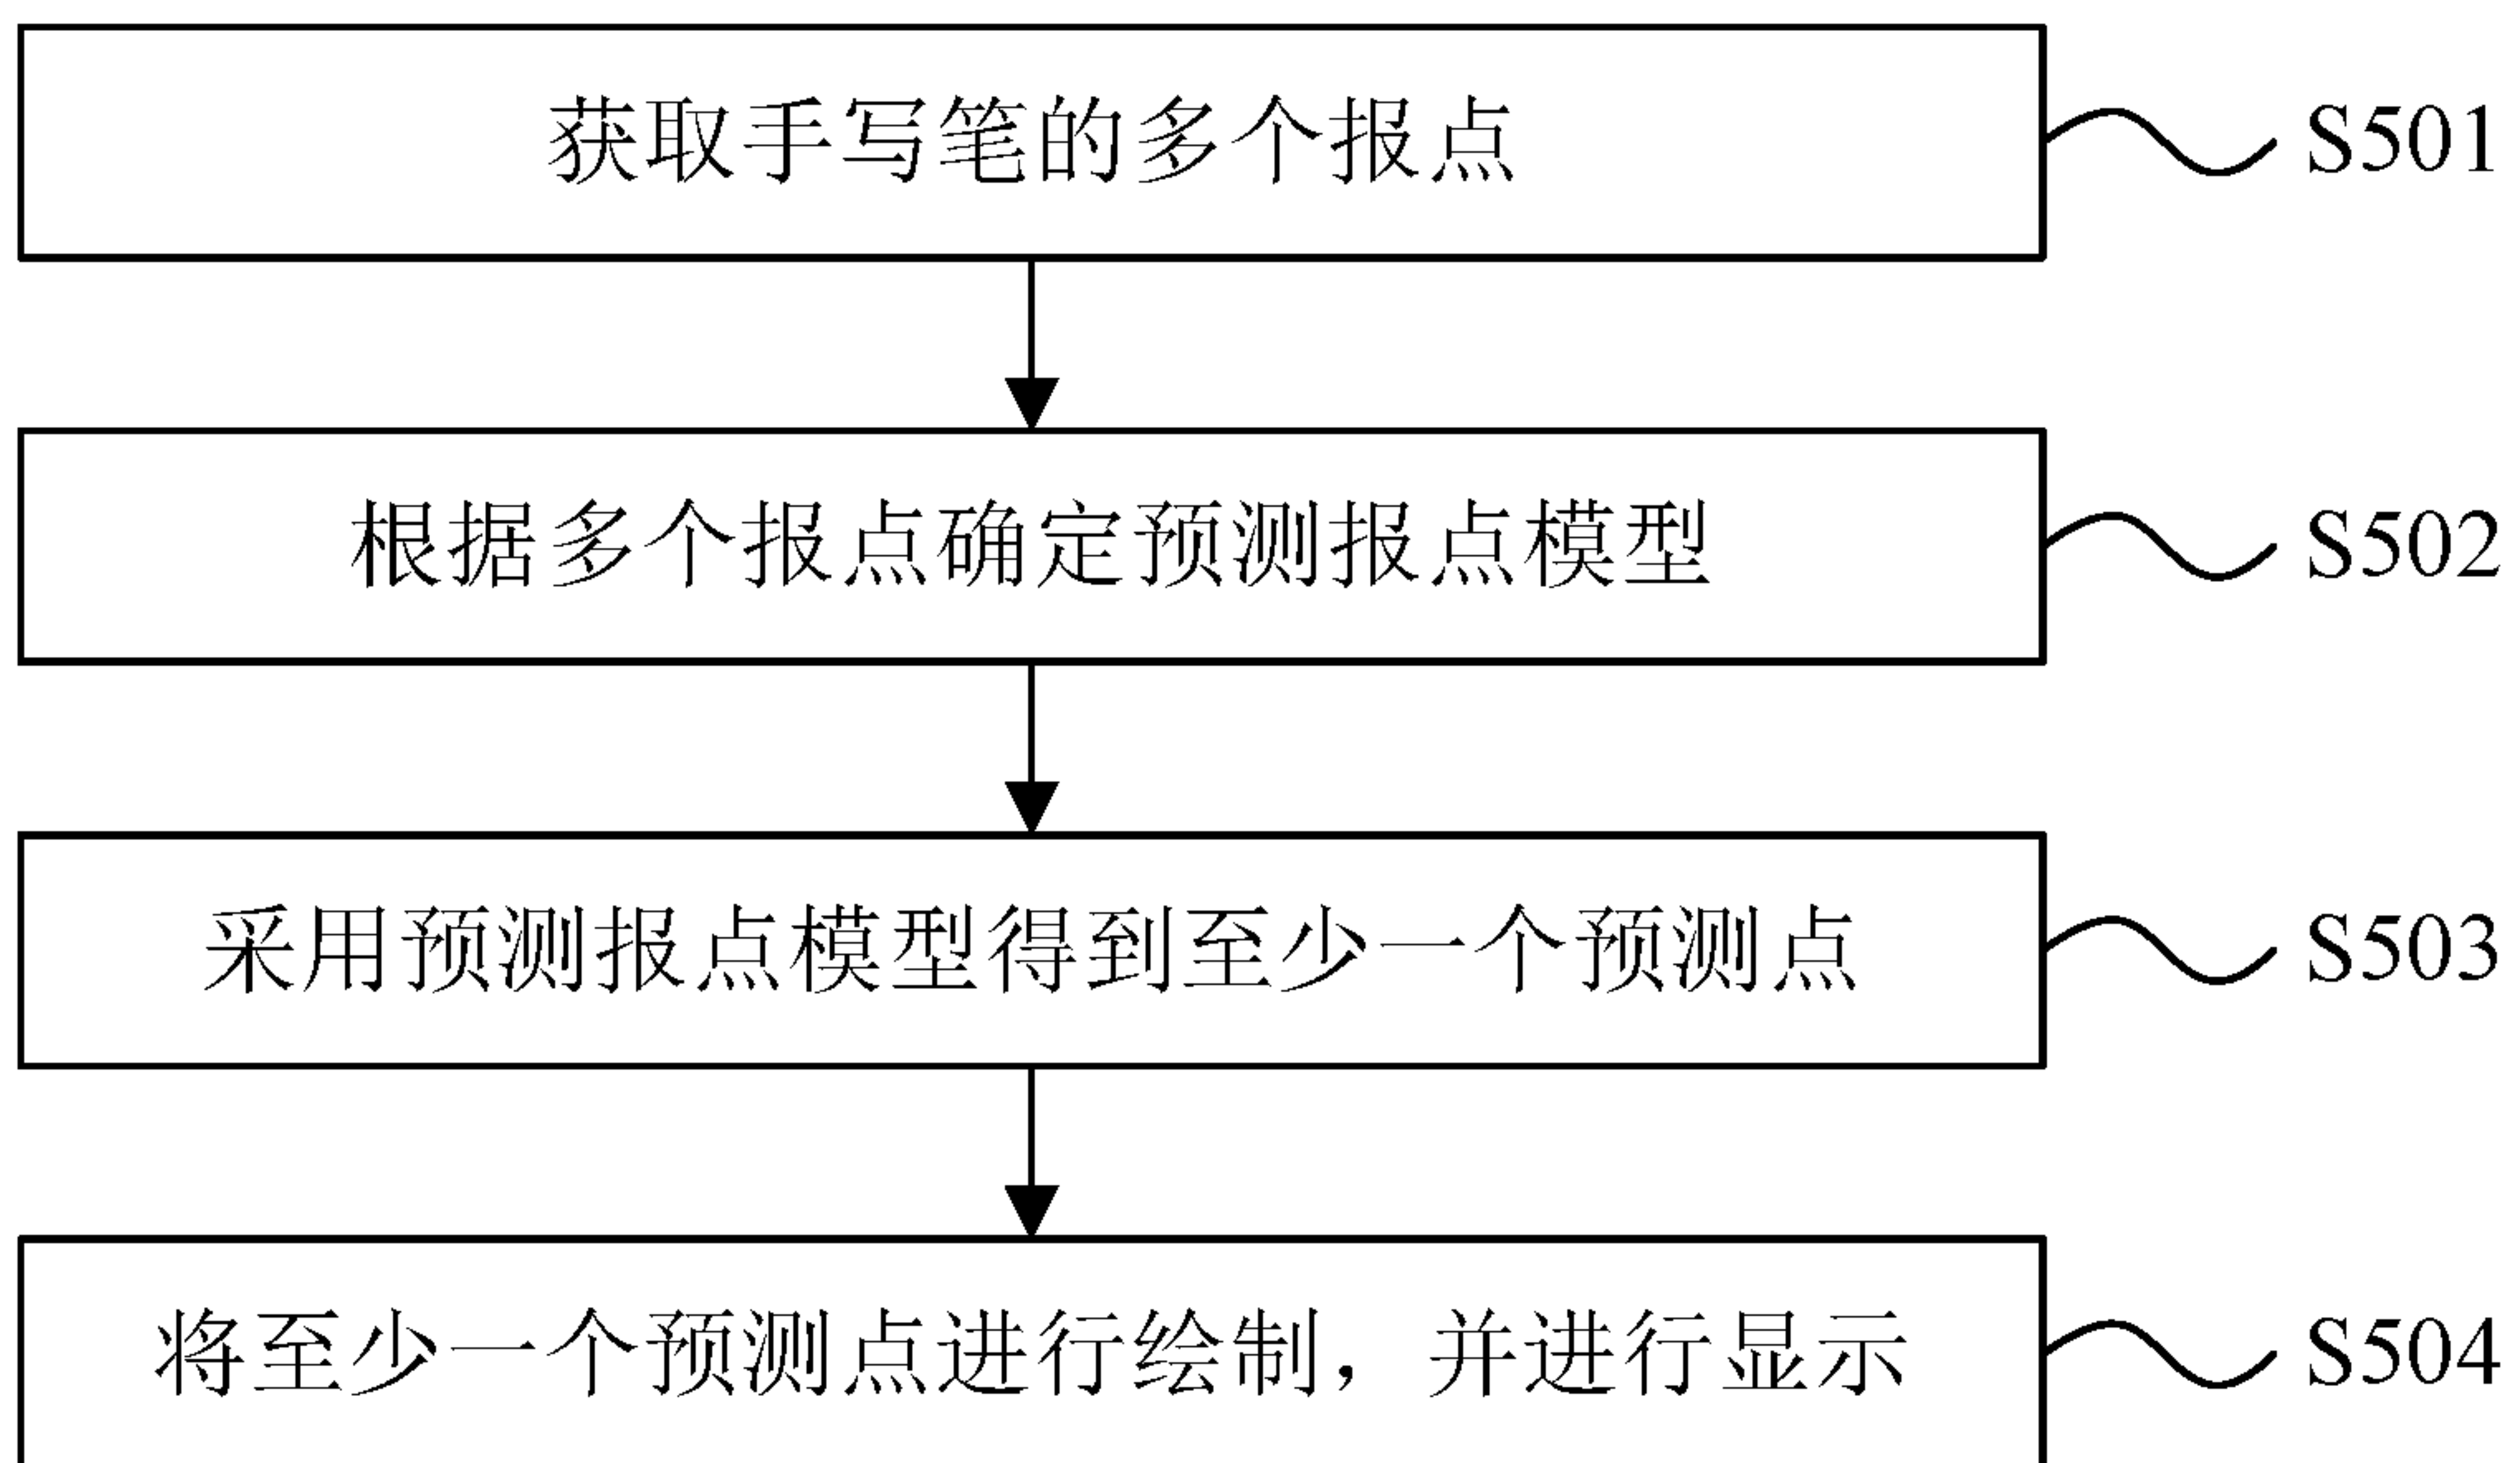 获取手写笔的多个报点
S501
根据多个报点确定预测报点模型
S502
采用预测报点模型得到至少一个预测点
S503
将至少一个预测点进行绘制，并进行显示
S504